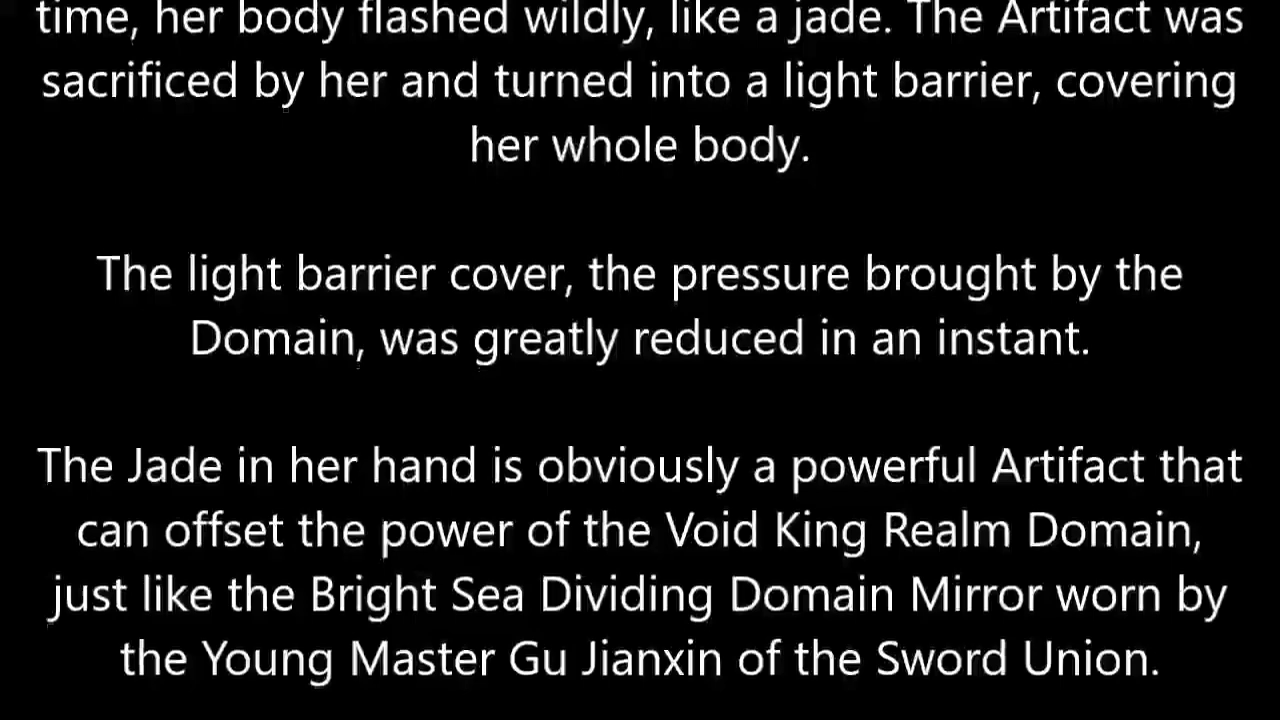 time, her body flashed wildly, like a jade. The Artifact was
sacrificed by her and turned into a light barrier, covering
her whole body.
The light barrier cover, the pressure brought by the
Domain, was greatly reduced in an instant.
The Jade in her hand is obviously a powerful Artifact that
can offset the power of the Void King Realm Domain,
just like the Bright Sea Dividing Domain Mirror worn by
the Young Master Gu Jianxin of the Sword Union.